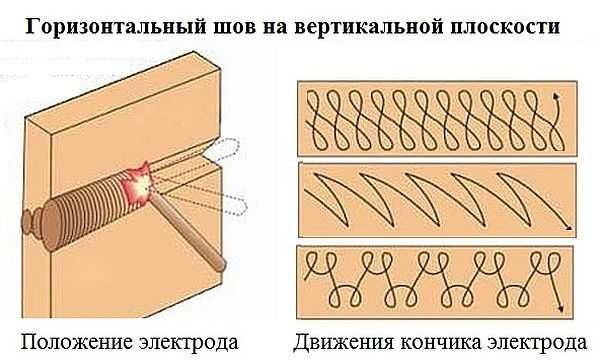 Горизонтальный шов на вертикальной плоскости
Положение электрода
Движения кончика электрода